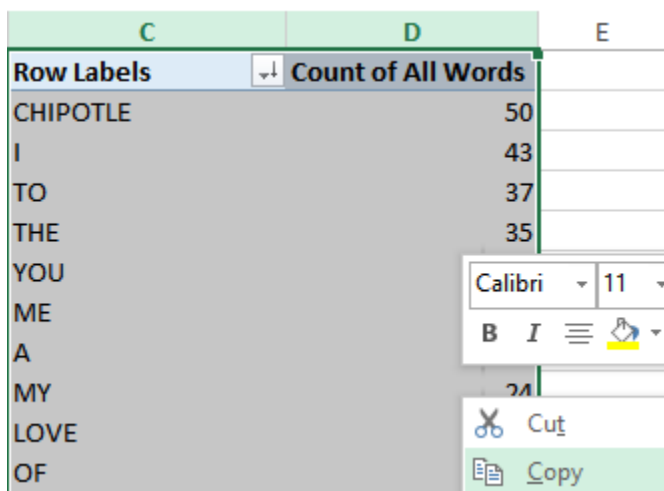 C D E
Row Labels Count of All Words
CHIPOTLE 50
I 43
TO 37
THE 35
YOU
Calibri 11
ME
B I
A
MY 24
LOVE Cut
OF Copy